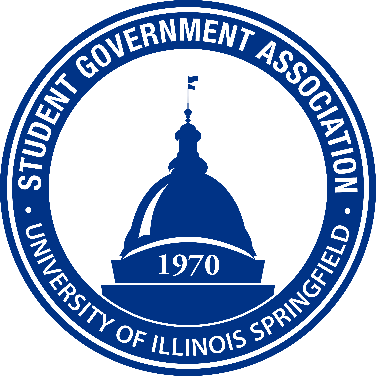 STUDENT GOVERNMENT ASSOCIATION
1970
• UNIVERSITY OF ILLINOIS SPRINGFIELD •